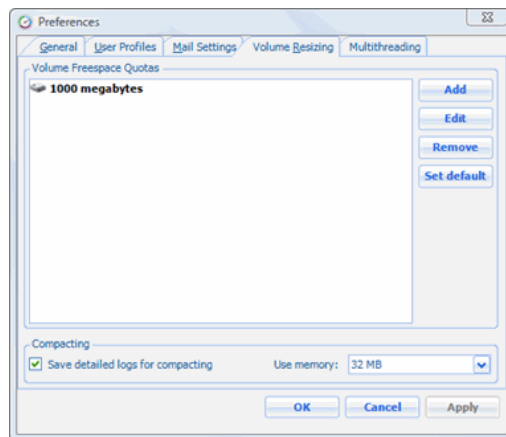 Preferences
General User Profiles Mail Settings Volume Resizing Multithreading
Volume Freespace Quotas
1000 megabytes
Add
Edit
Remove
Set default
Compacting
Save detailed logs for compacting Use memory: 32 MB
OK Cancel Apply